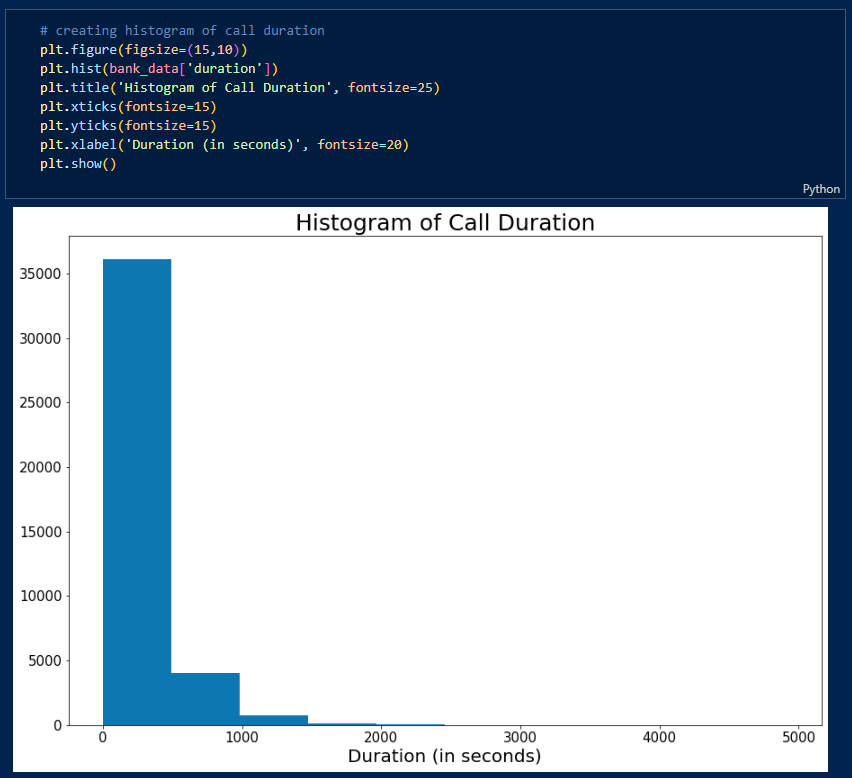 # creating histogram of call duration
plt.figure(figsize=(15,10))
plt.hist(bank_data['duration'])
plt.title('Histogram of Call Duration', fontsize=25)
plt.xticks(fontsize=15)
plt.yticks(fontsize=15)
plt.xlabel('Duration (in seconds)', fontsize=20)
plt.show()
Python
Histogram of Call Duration
35000
30000
25000
20000
15000
10000
5000
0
0 1000 2000 3000 4000 5000
Duration (in seconds)